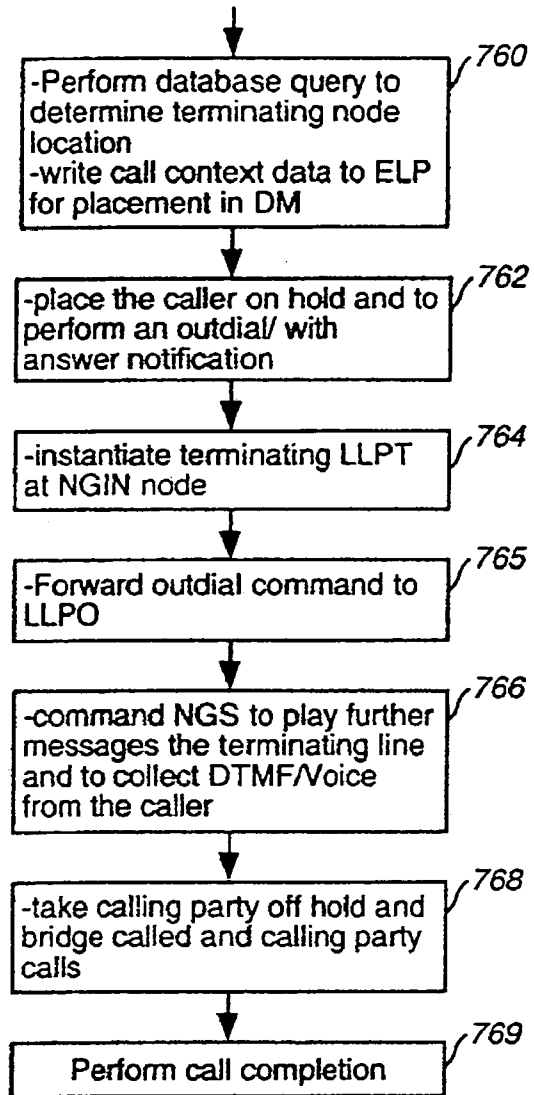 760
-Perform database query to
determine terminating node
location
-write call context data to ELP
for placement in DM
762
-place the caller on hold and to
perform an outdial/ with
answer notification
764
-instantiate terminating LLPT
at NGIN node
765
-Forward outdial command to
LLPO
766
-command NGS to play further
messages the terminating line
and to collect DTMF/Voice
from the caller
768
-take calling party off hold and
bridge called and calling party
calls
769
Perform call completion